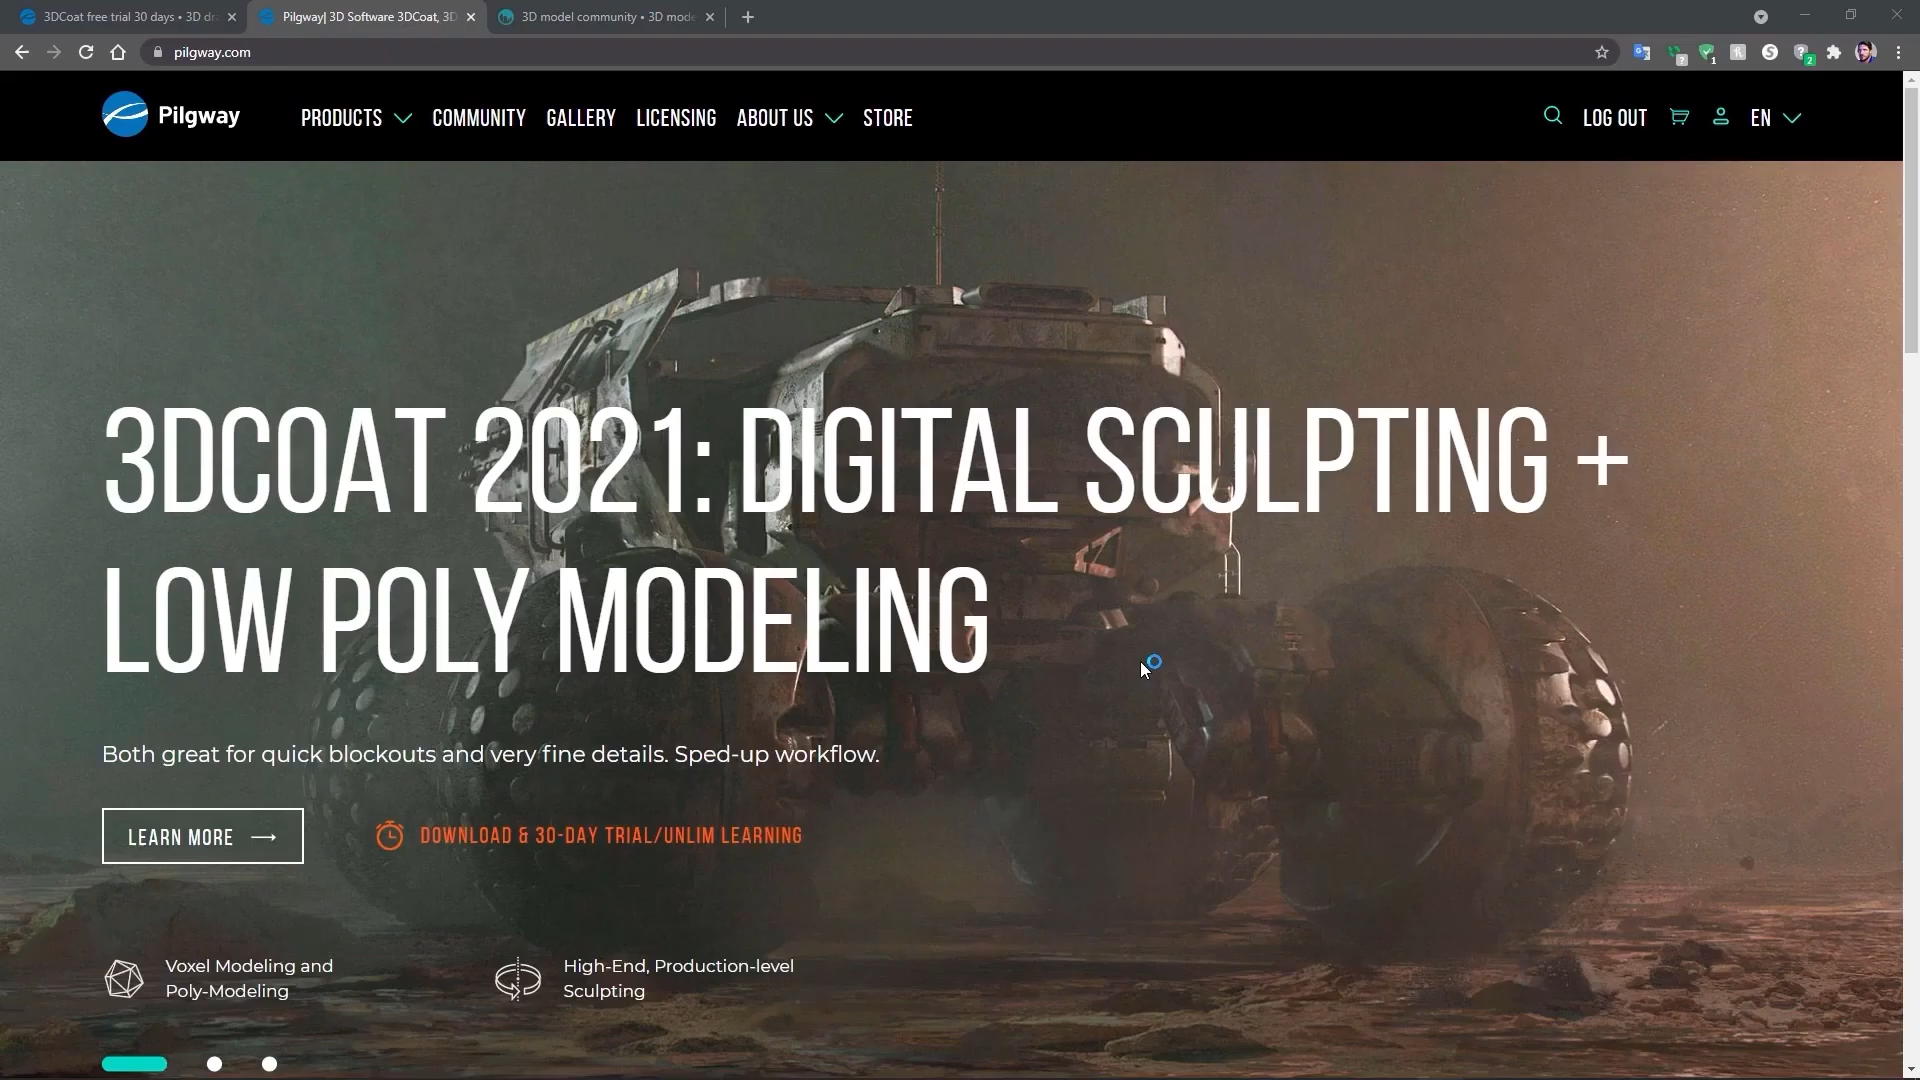 3DCoat free trial 30 days • 3D dra
Pilgway| 3D Software 3DCoat, 3D
3D model community • 3D mode
pilgway.com
1
2
Pilgway
PRODUCTS
COMMUNITY
GALLERY
LICENSING
ABOUT US
STORE
LOG OUT
EN
3DCOAT 2021: DIGITAL SCULPTING +
LOW POLY MODELING
Both great for quick blockouts and very fine details. Sped-up workflow.
LEARN MORE
DOWNLOAD & 30-DAY TRIAL/UNLIM LEARNING
Voxel Modeling and
Poly-Modeling
High-End, Production-level
Sculpting